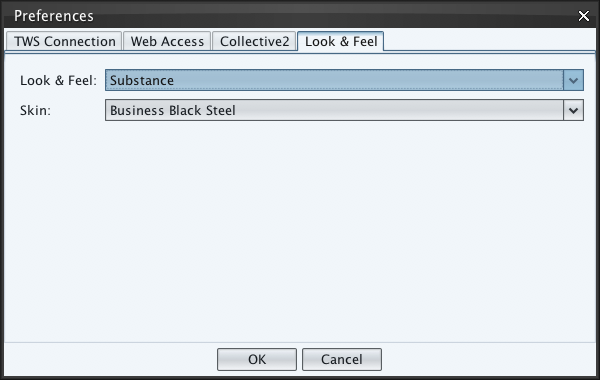 Preferences
TWS Connection Web Access Collective2 Look & Feel
Look & Feel: Substance
Skin: Business Black Steel
OK Cancel